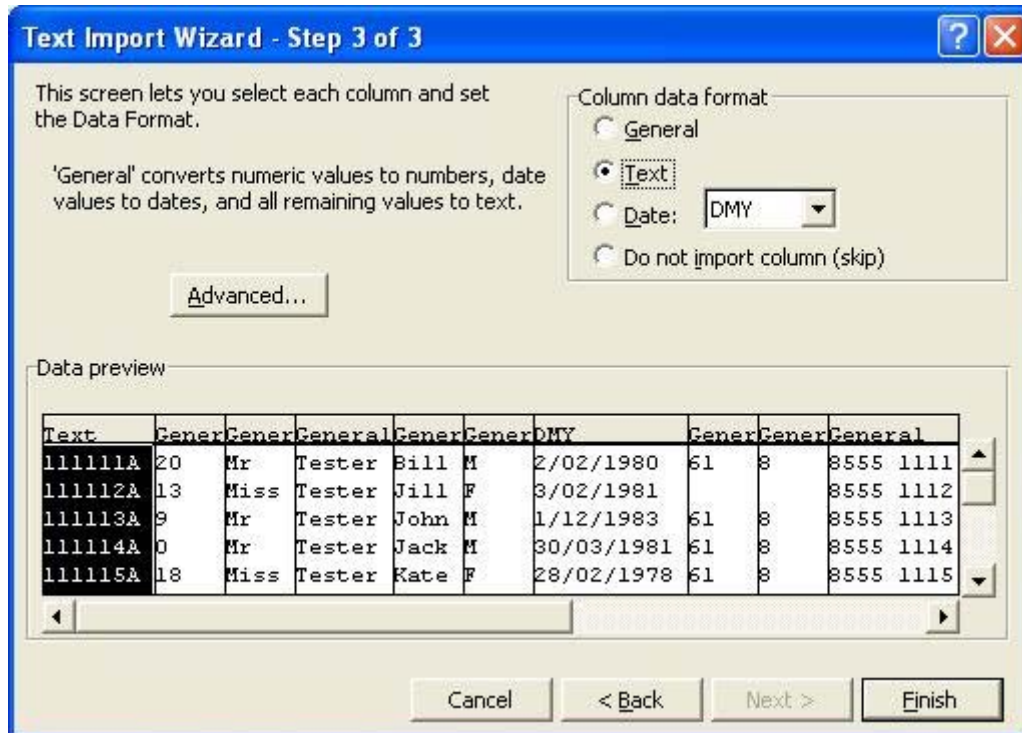 Text Import Wizard - Step 3 of 3
This screen lets you select each column and set
the Data Format.
'General' converts numeric values to numbers, date
values to dates, and all remaining values to text.
Advanced...
Column data format
General
Text
Date: DMY
Do not import column (skip)
Data preview
Text Gener Gener General Gener Gener DMY Gener Gener General
111111A 20 Mr Tester Bill M 2/02/1980 61 8 8555 1111
111112A 13 Miss Tester Jill F 3/02/1981 8555 1112
111113A 9 Mr Tester John M 1/12/1983 61 8 8555 1113
111114A 0 Mr Tester Jack M 30/03/1981 61 8 8555 1114
111115A 18 Miss Tester Kate F 28/02/1978 61 8 8555 1115
Cancel < Back Next > Finish